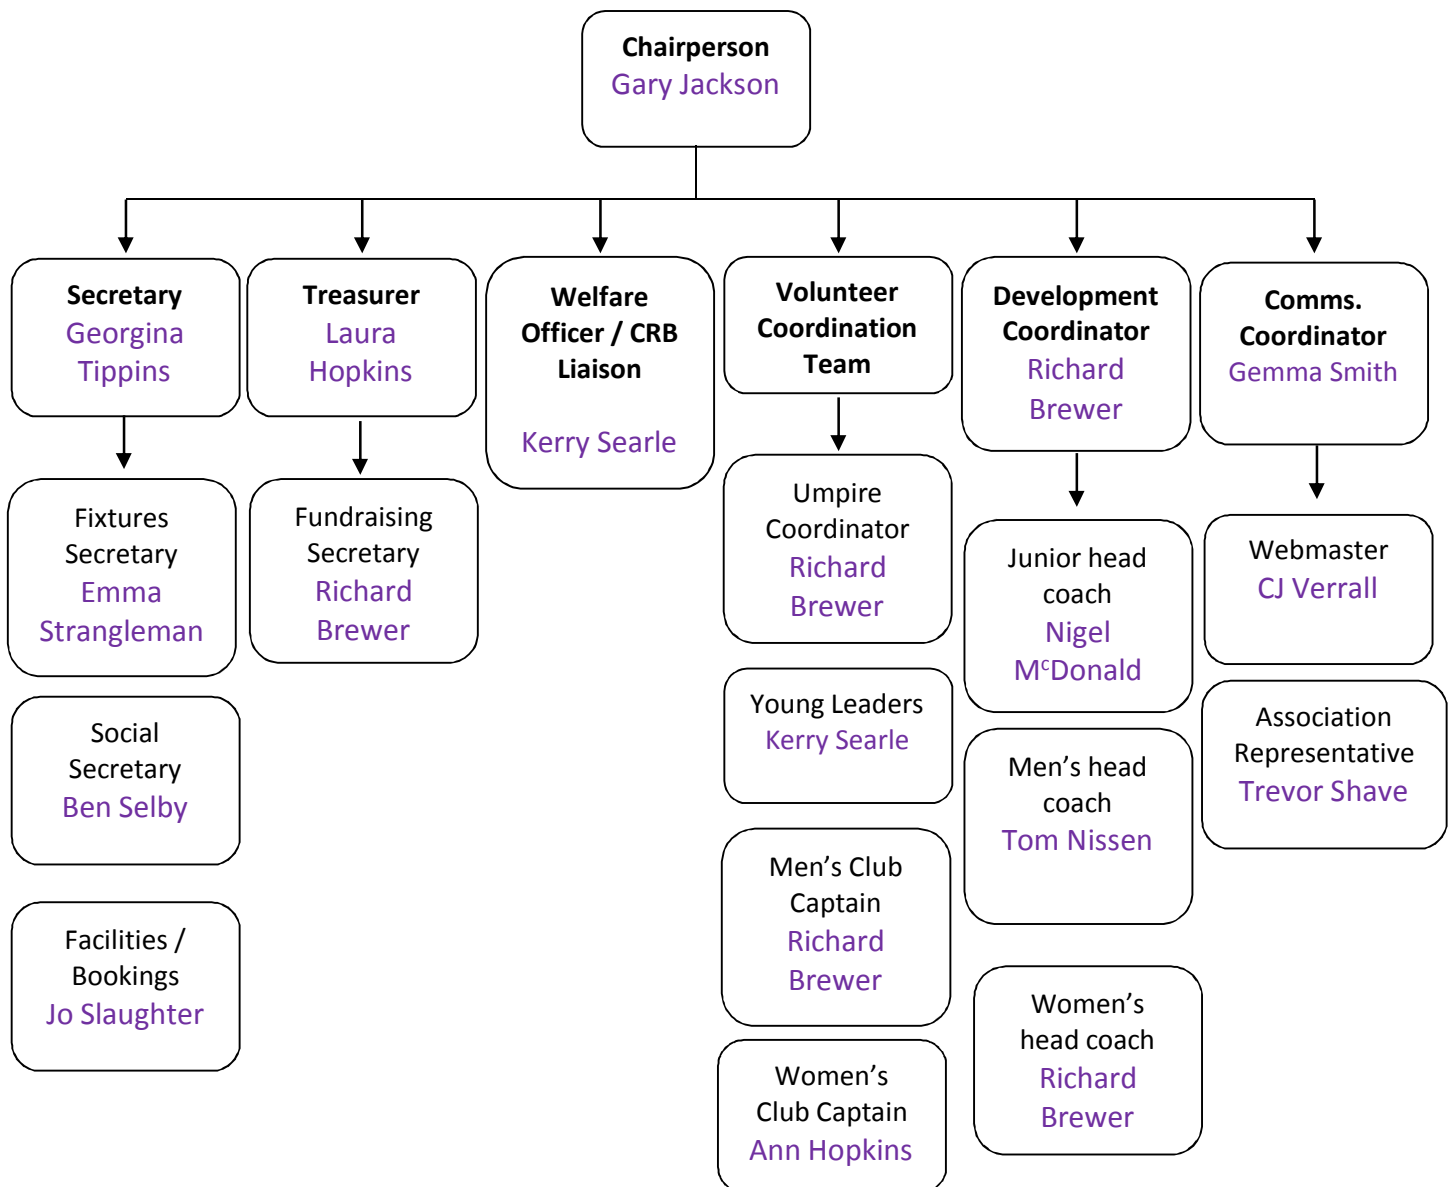 Chairperson
Gary Jackson
Secretary
Georgina
Tippins
Treasurer
Laura
Hopkins
Welfare
Officer / CRB
Liaison
Kerry Searle
Volunteer
Coordination
Team
Development
Coordinator
Richard
Brewer
Comms.
Coordinator
Gemma Smith
Fixtures
Secretary
Emma
Strangleman
Social
Secretary
Ben Selby
Facilities /
Bookings
Jo Slaughter
Fundraising
Secretary
Richard
Brewer
Umpire
Coordinator
Richard
Brewer
Young Leaders
Kerry Searle
Men’s Club
Captain
Richard
Brewer
Women’s
Club Captain
Ann Hopkins
Junior head
coach
Nigel
MᶜDonald
Men’s head
coach
Tom Nissen
Women’s
head coach
Richard
Brewer
Webmaster
CJ Verrall
Association
Representative
Trevor Shave